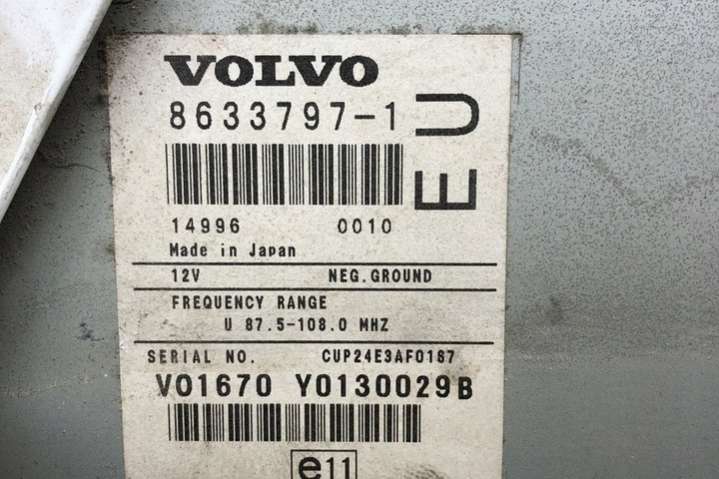 VOLVO
8633797-1
EU
14996 0010
Made in Japan
12V NEG.GROUND
FREQUENCY RANGE
U 87.5-108.0 MHZ
SERIAL NO. CUP24E3AF0187
V01670 Y0130029B
e11